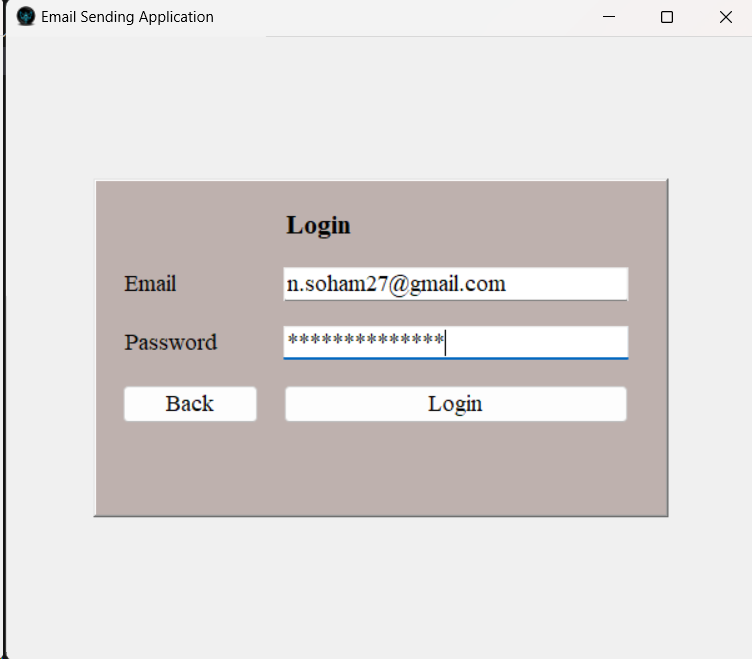 Email Sending Application
Login
Email n.soham27@gmail.com
Password **************
Back Login